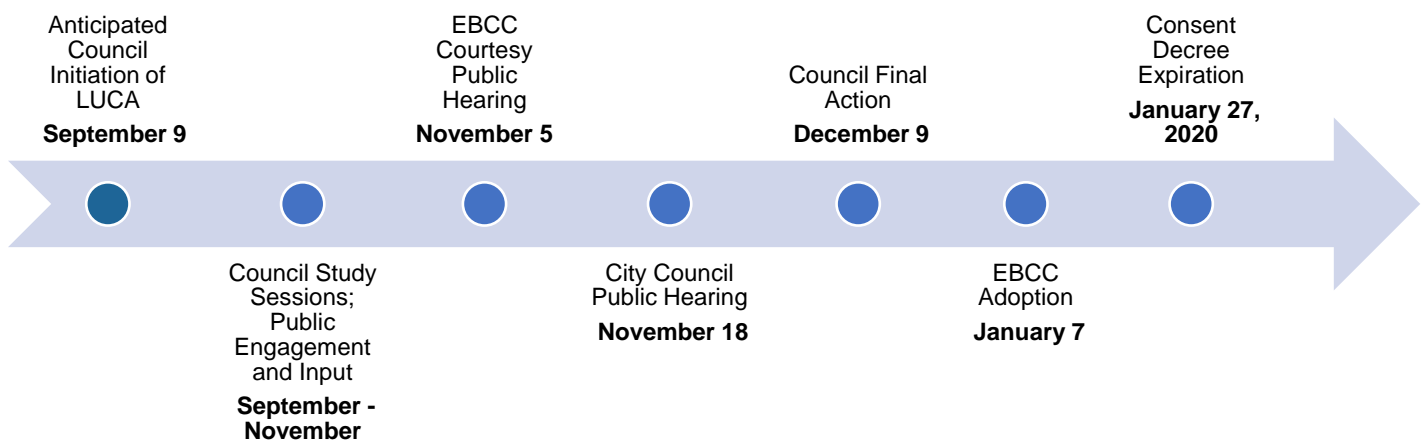 Anticipated
Council
Initiation of
LUCA
September 9
EBCC
Courtesy
Public
Hearing
November 5
Council Final
Action
December 9
Consent
Decree
Expiration
January 27,
2020
Council Study
Sessions;
Public
Engagement
and Input
September -
November
City Council
Public Hearing
November 18
EBCC
Adoption
January 7